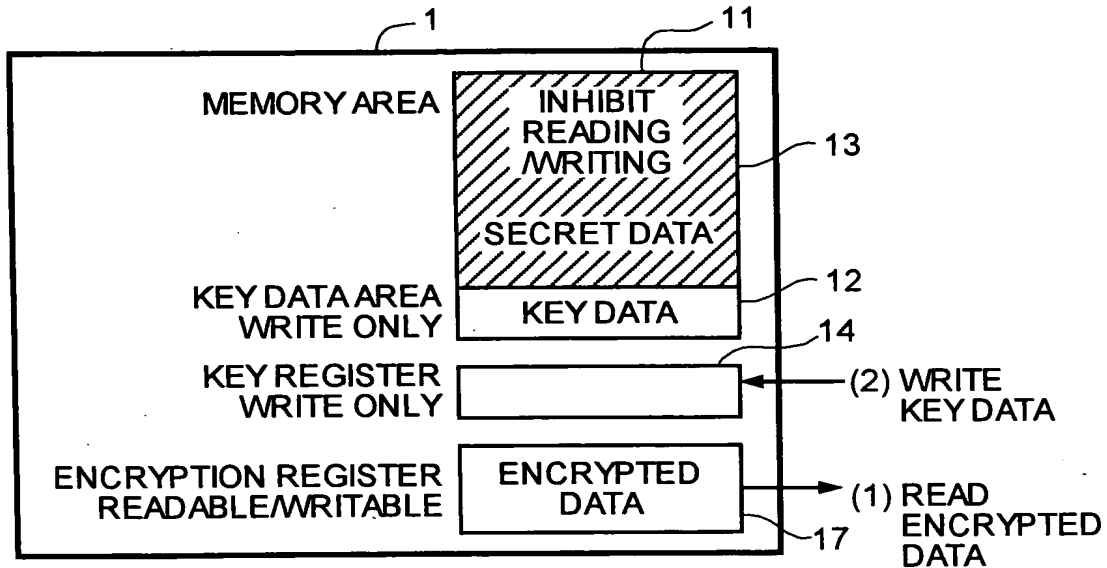 1
11
MEMORY AREA
INHIBIT
READING
/WRITING
13
SECRET DATA
KEY DATA AREA
WRITE ONLY
KEY DATA
12
14
KEY REGISTER
WRITE ONLY
(2) WRITE
KEY DATA
ENCRYPTION REGISTER
READABLE/WRITABLE
ENCRYPTED
DATA
(1) READ
ENCRYPTED
DATA
17